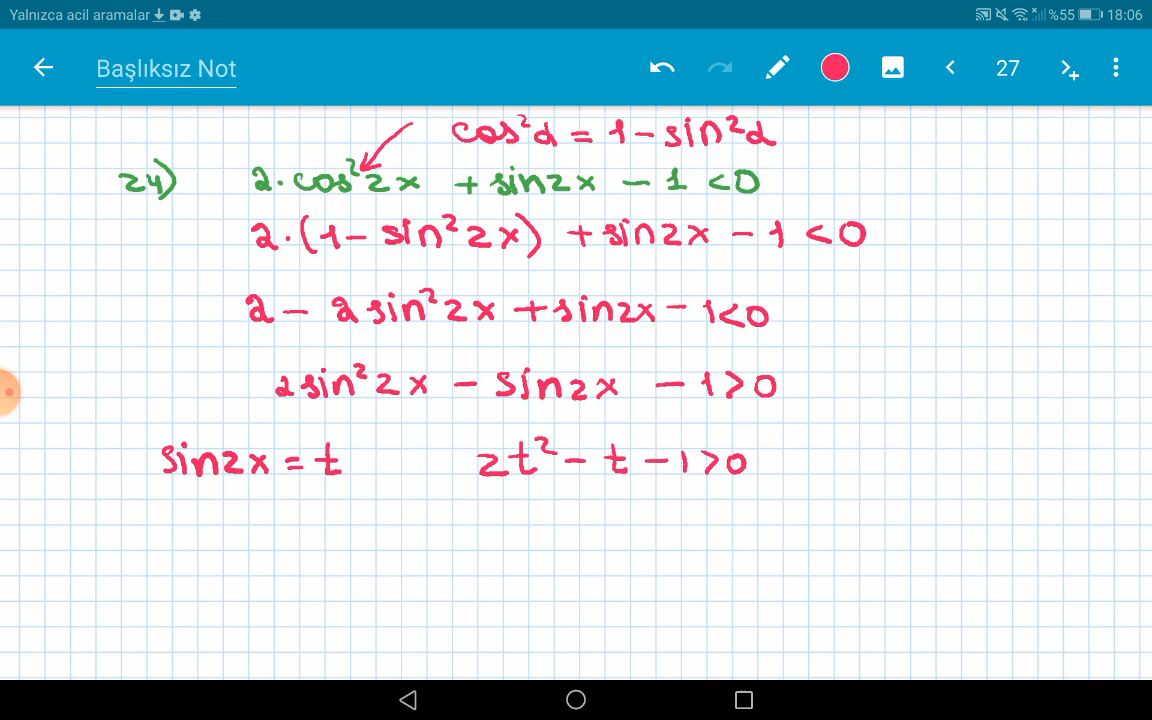 Yalnızca acil aramalar %55 18:06
Başlıksız Not 27
cos²α = 1 - sin²α
24) 2·cos²2x + sin2x - 1 < 0
2·(1 - sin²2x) + sin2x - 1 < 0
2 - 2sin²2x + sin2x - 1 < 0
2sin²2x - sin2x - 1 > 0
sin2x = t 2t² - t - 1 > 0